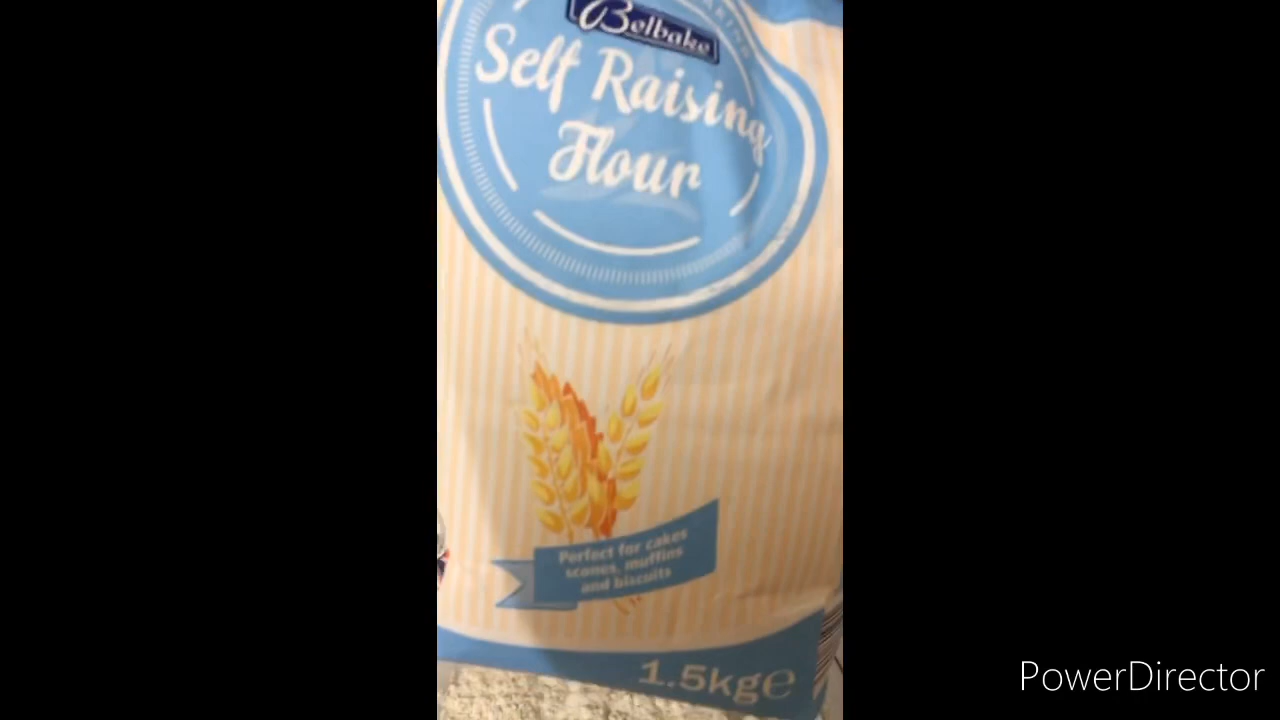 Belbake
Self Raising
Flour
Perfect for cakes
scones, muffins
and biscuits
1.5kg℮
PowerDirector